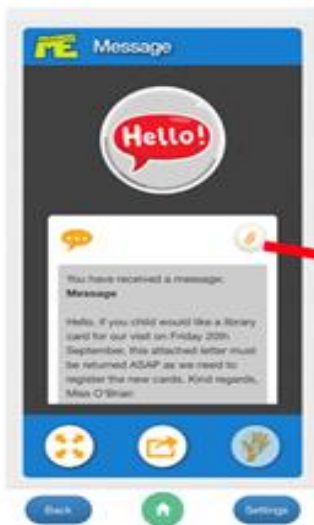 ME Message
Hello!
You have received a message:
Message
Hello, if you child would like a library
card for our visit on Friday 20th
September, this attached letter must
be returned ASAP as we need to
register the new cards. Kind regards,
Miss O'Brian
Back
Settings